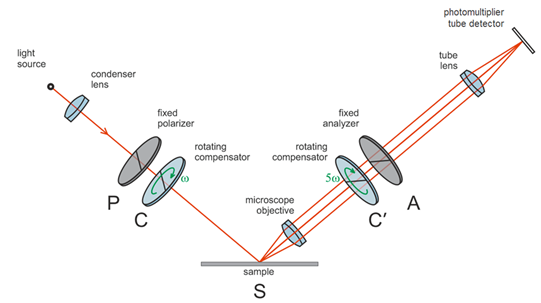 light
source
condenser
lens
fixed
polarizer
rotating
compensator
ω
P
C
microscope
objective
sample
S
rotating
compensator
5ω
C′
fixed
analyzer
A
tube
lens
photomultiplier
tube detector